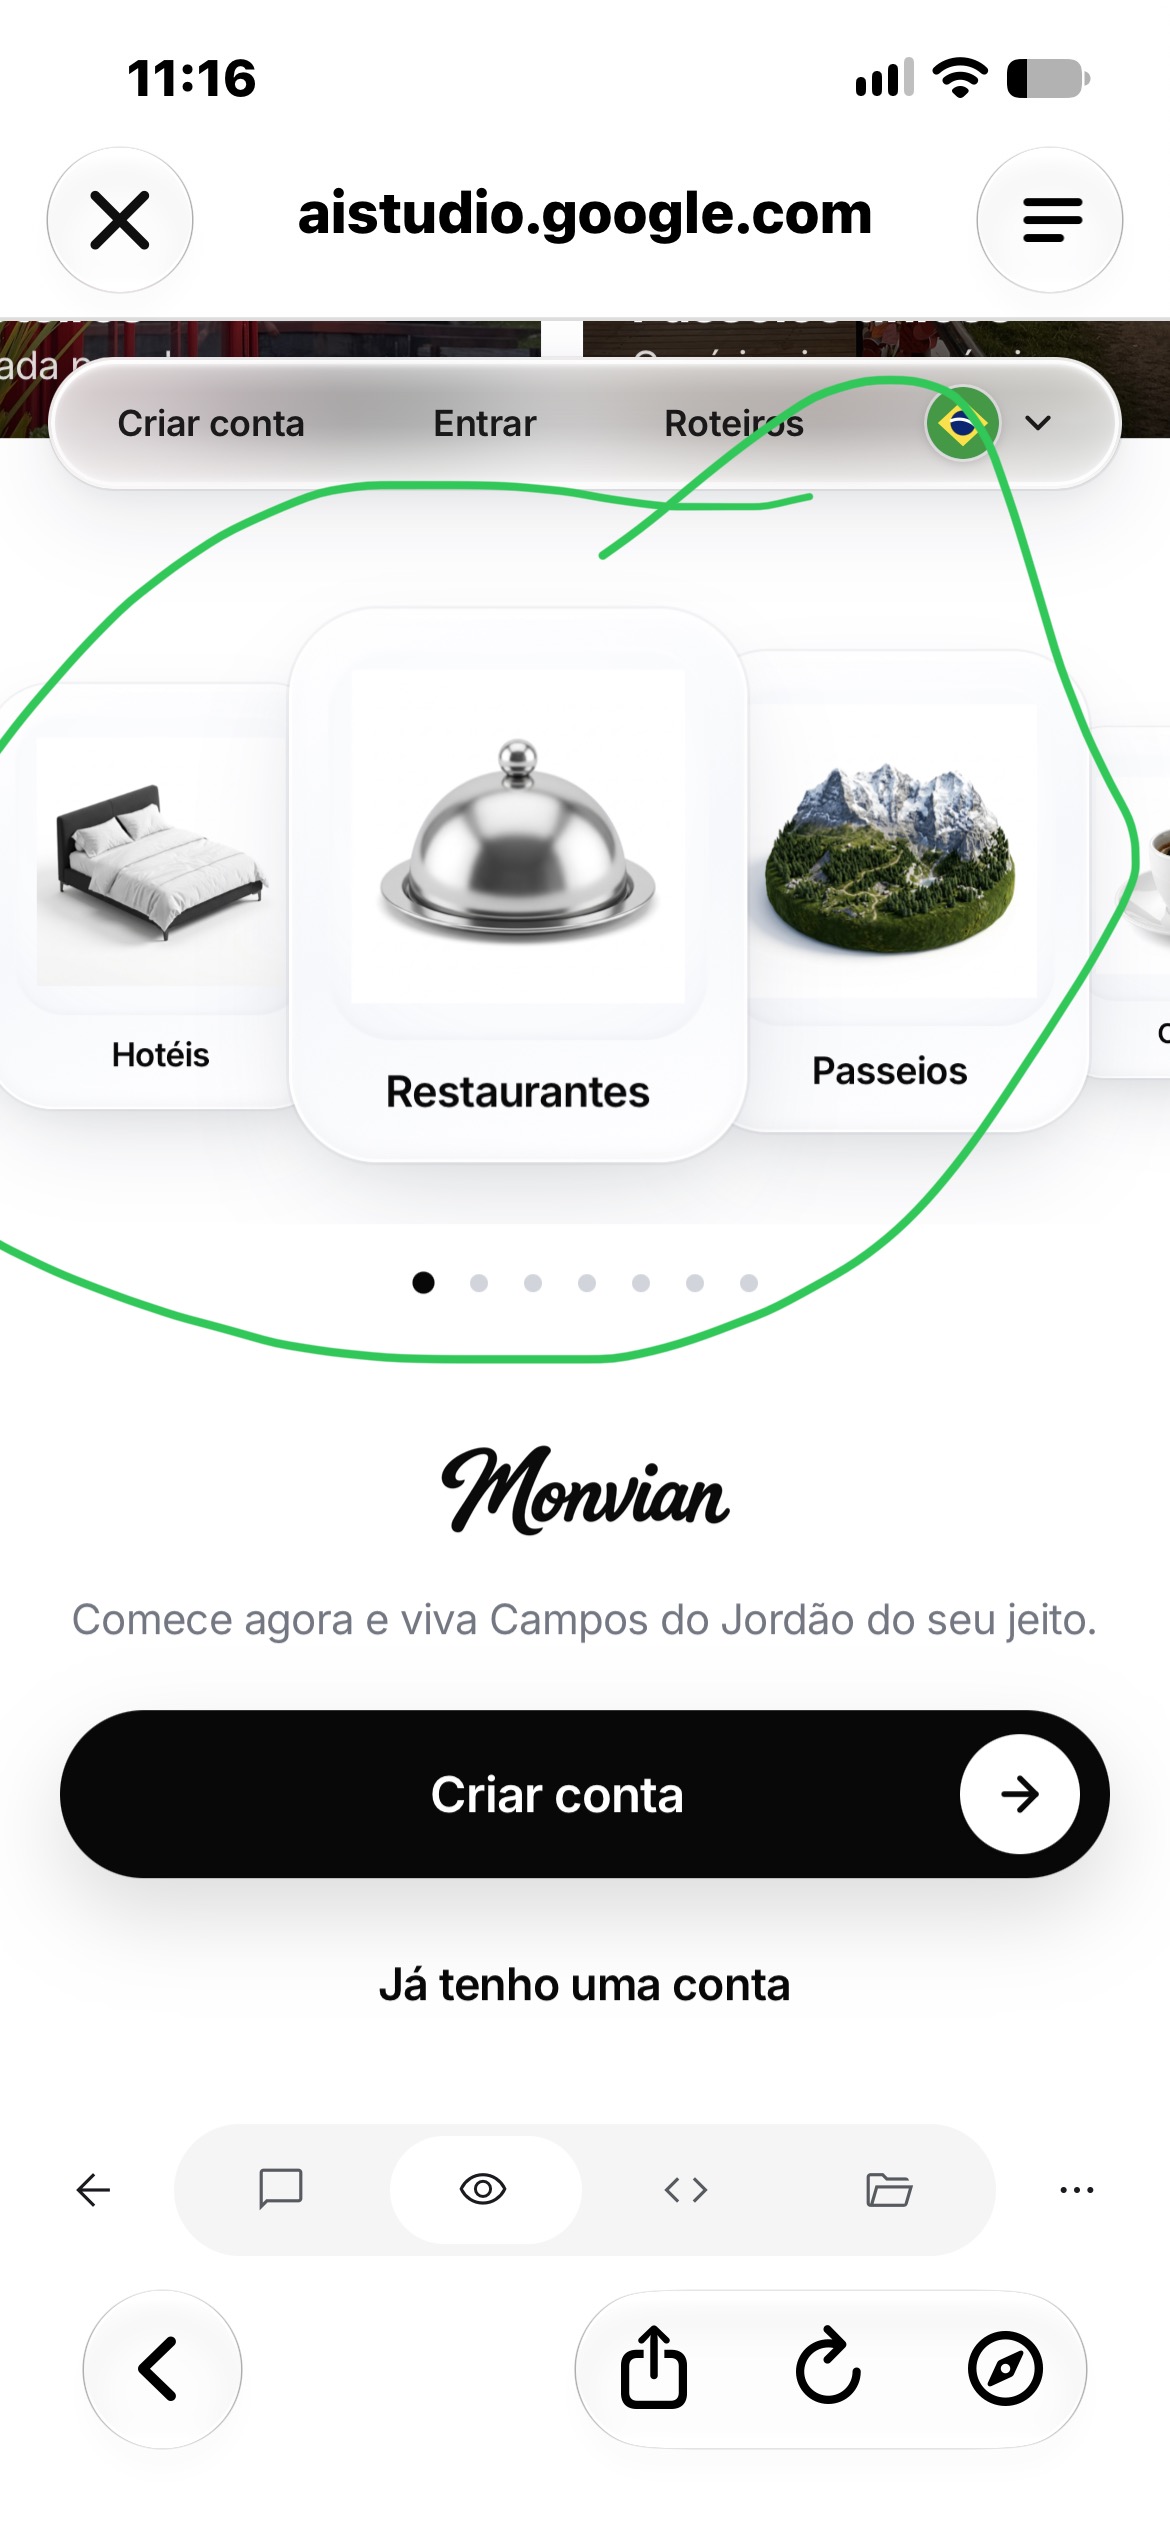 11:16
aistudio.google.com
ada
Criar conta
Entrar
Roteiros
Hotéis
Restaurantes
Passeios
Monvian
Comece agora e viva Campos do Jordão do seu jeito.
Criar conta
Já tenho uma conta